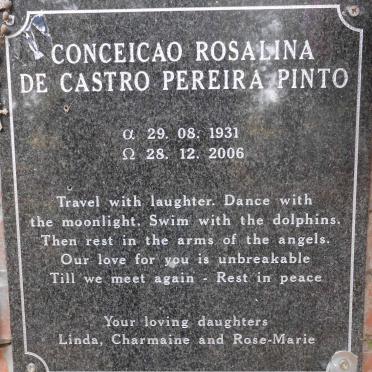 CONCEICAO ROSALINA
DE CASTRO PEREIRA PINTO
α 29. 08. 1931
Ω 28. 12. 2006
Travel with laughter. Dance with
the moonlight. Swim with the dolphins.
Then rest in the arms of the angels.
Our love for you is unbreakable
Till we meet again - Rest in peace
Your loving daughters
Linda, Charmaine and Rose-Marie